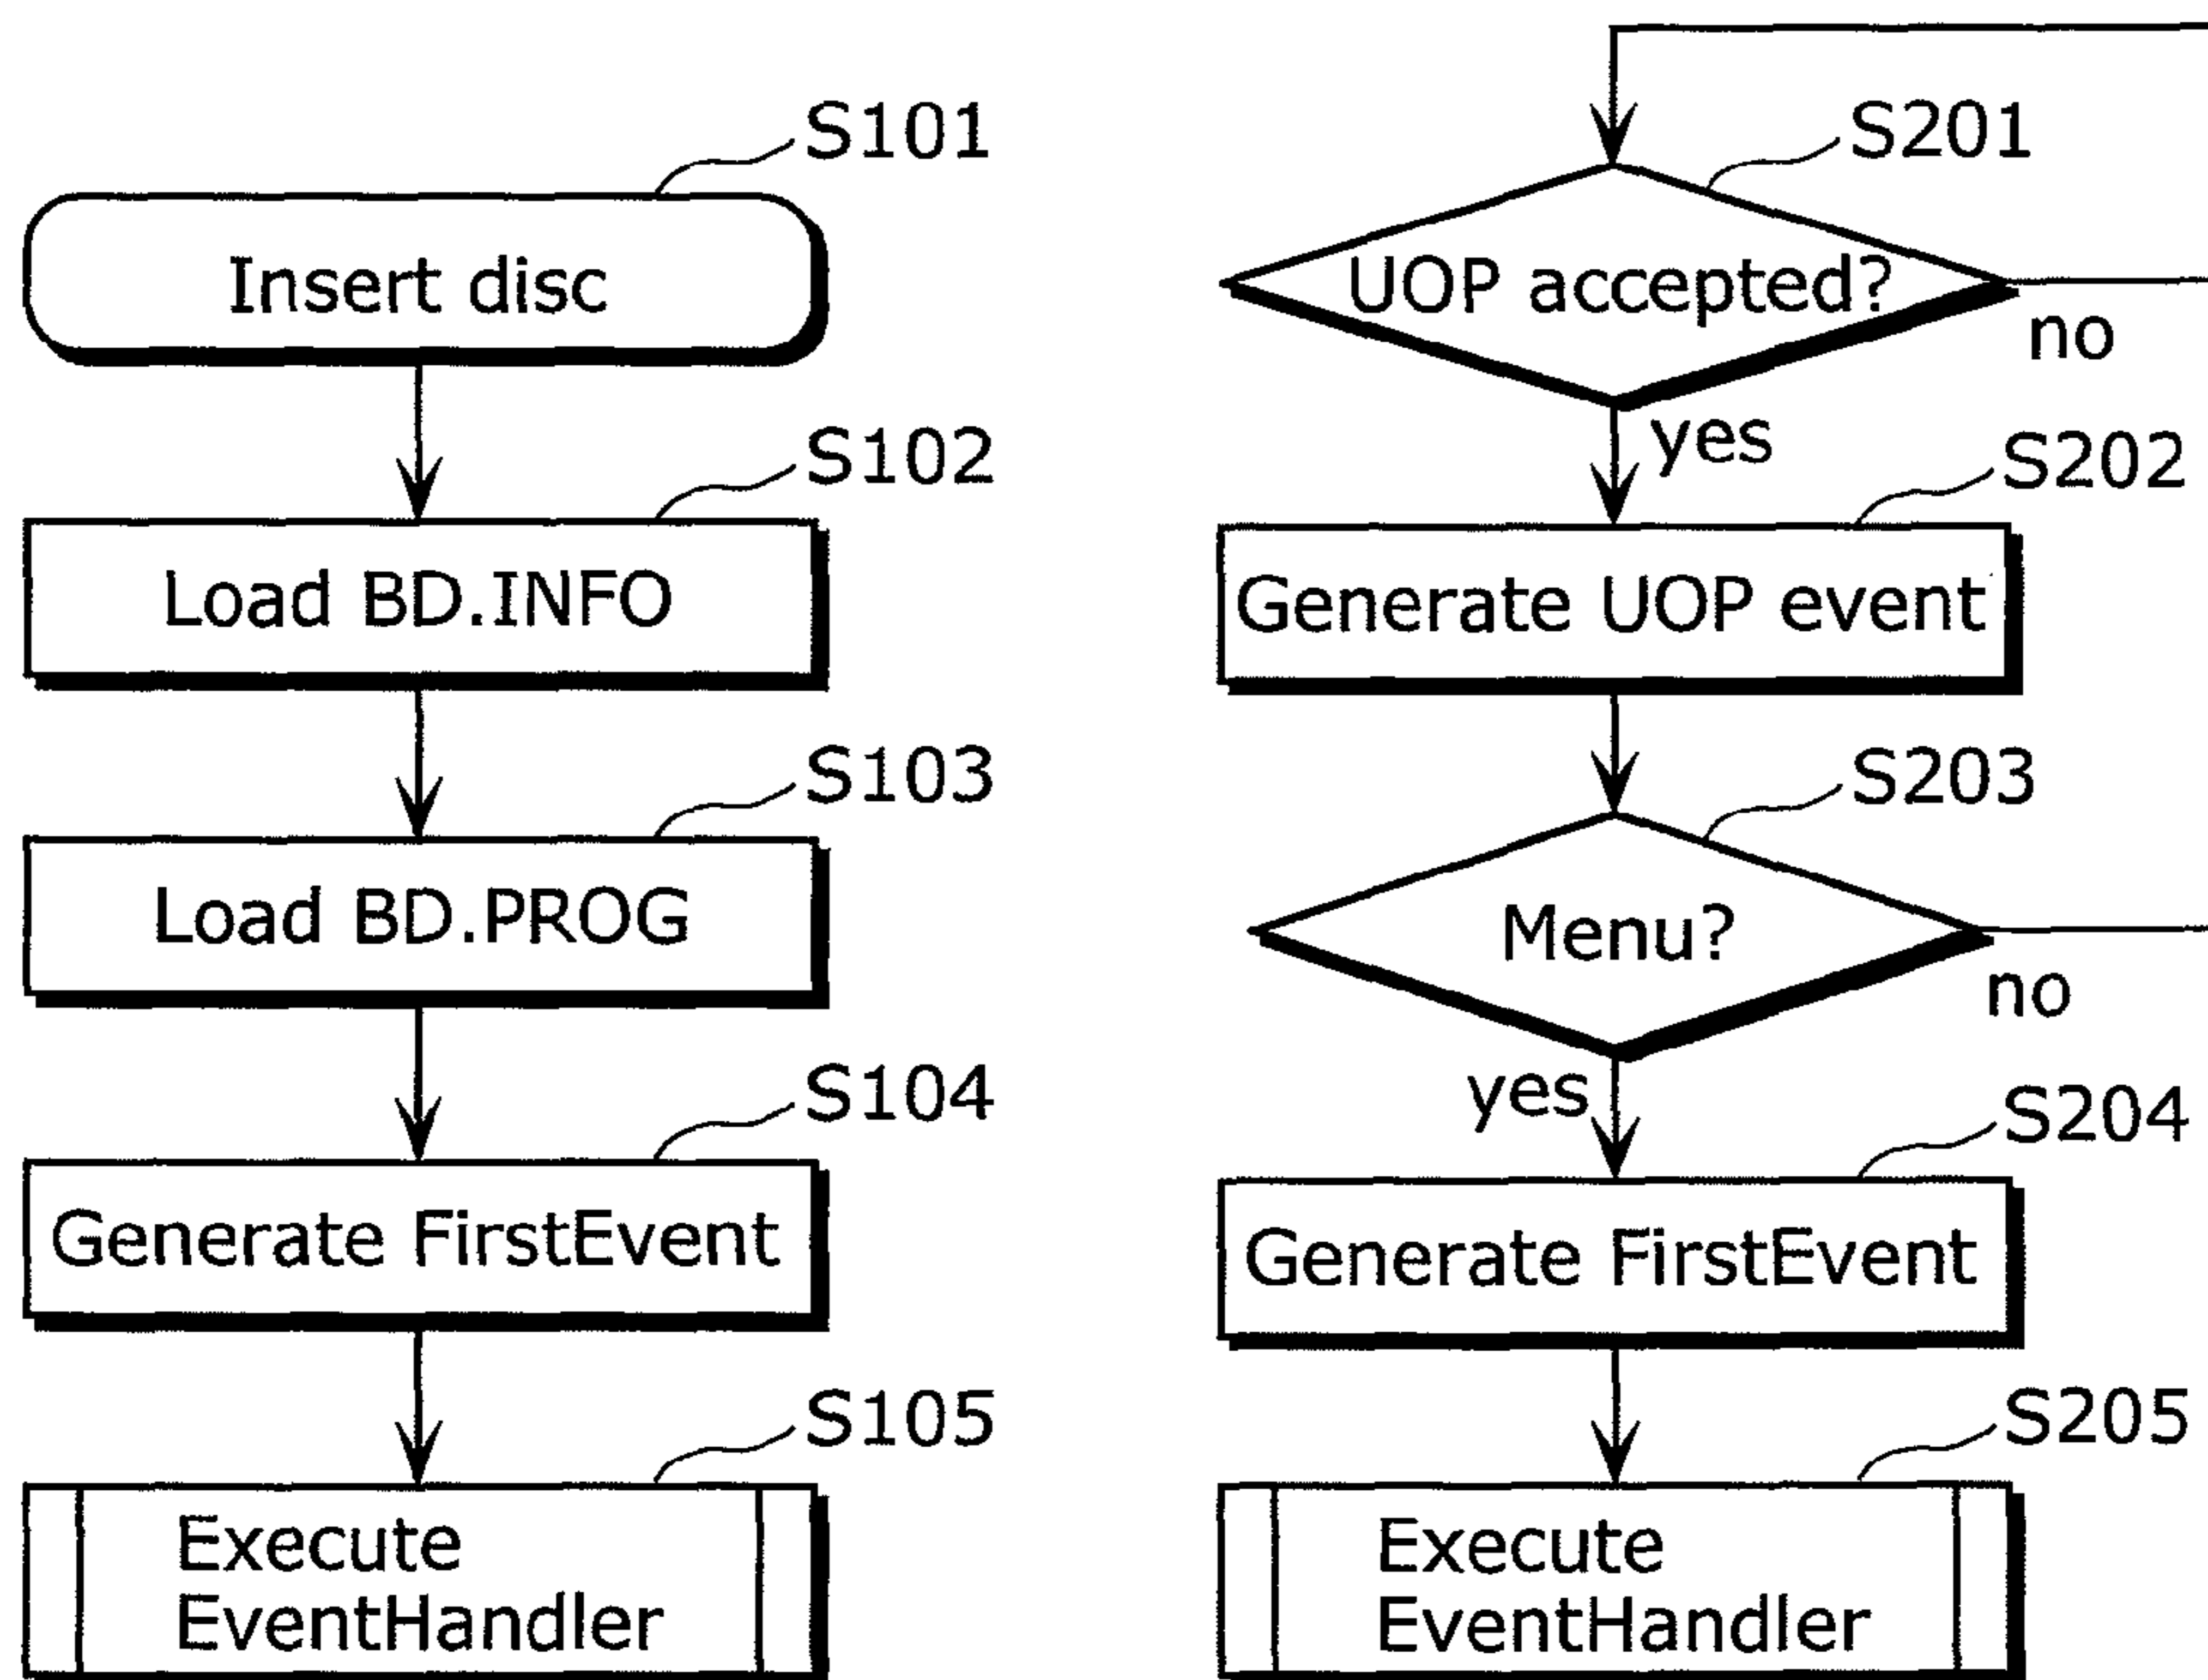 S101
Insert disc
S102
Load BD.INFO
S103
Load BD.PROG
S104
Generate FirstEvent
S105
Execute
EventHandler
S201
UOP accepted?
no
yes
S202
Generate UOP event
S203
Menu?
no
yes
S204
Generate FirstEvent
S205
Execute
EventHandler